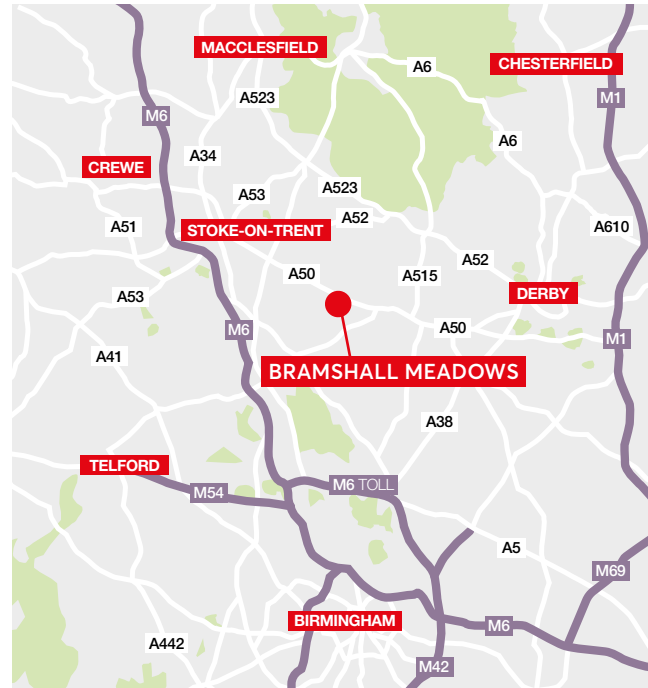 MACCLESFIELD
A6
CHESTERFIELD
A523
M1
M6
A6
A34
CREWE
A53
A523
A51
STOKE-ON-TRENT
A52
A610
A50
A515
A52
A53
DERBY
M6
A50
M1
A41
BRAMSHALL MEADOWS
A38
TELFORD
M54
M6 TOLL
A5
M69
BIRMINGHAM
M6
A442
M42